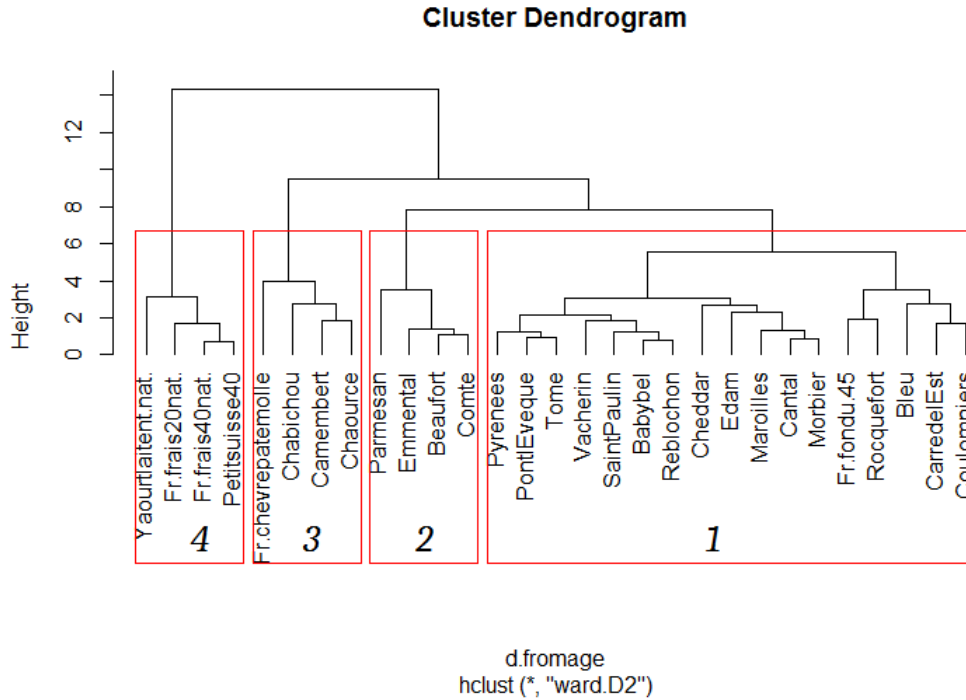 Cluster Dendrogram
Height
0
2
4
6
8
12
Yaourtlaitent.nat.
Fr.frais20nat.
Fr.frais40nat.
Petitsuisse40
Fr.chevrepatemolle
Chabichou
Camembert
Chaource
Parmesan
Emmental
Beaufort
Comte
Pyrenees
PontlEveque
Tome
Vacherin
SaintPaulin
Babybel
Reblochon
Cheddar
Edam
Maroilles
Cantal
Morbier
Fr.fondu.45
Rocquefort
Bleu
CarredelEst
Coulommiers
4
3
2
1
d.fromage
hclust (*, "ward.D2")